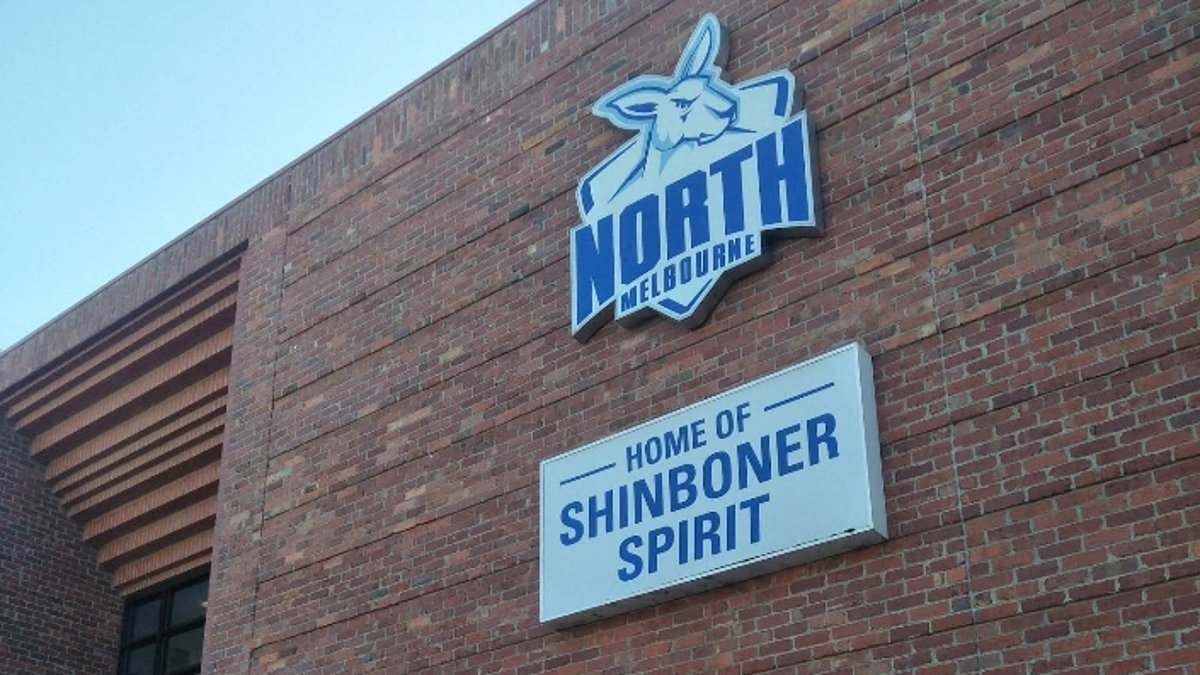 NORTH
MELBOURNE
HOME OF
SHINBONER
SPIRIT